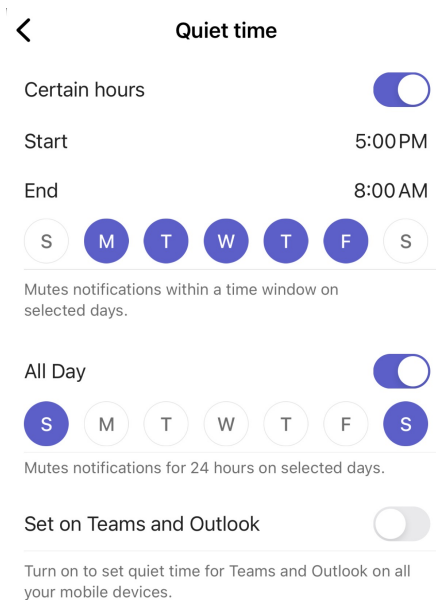 Quiet time
Certain hours
Start 5:00 PM
End 8:00 AM
S M T W T F S
Mutes notifications within a time window on
selected days.
All Day
S M T W T F S
Mutes notifications for 24 hours on selected days.
Set on Teams and Outlook
Turn on to set quiet time for Teams and Outlook on all
your mobile devices.